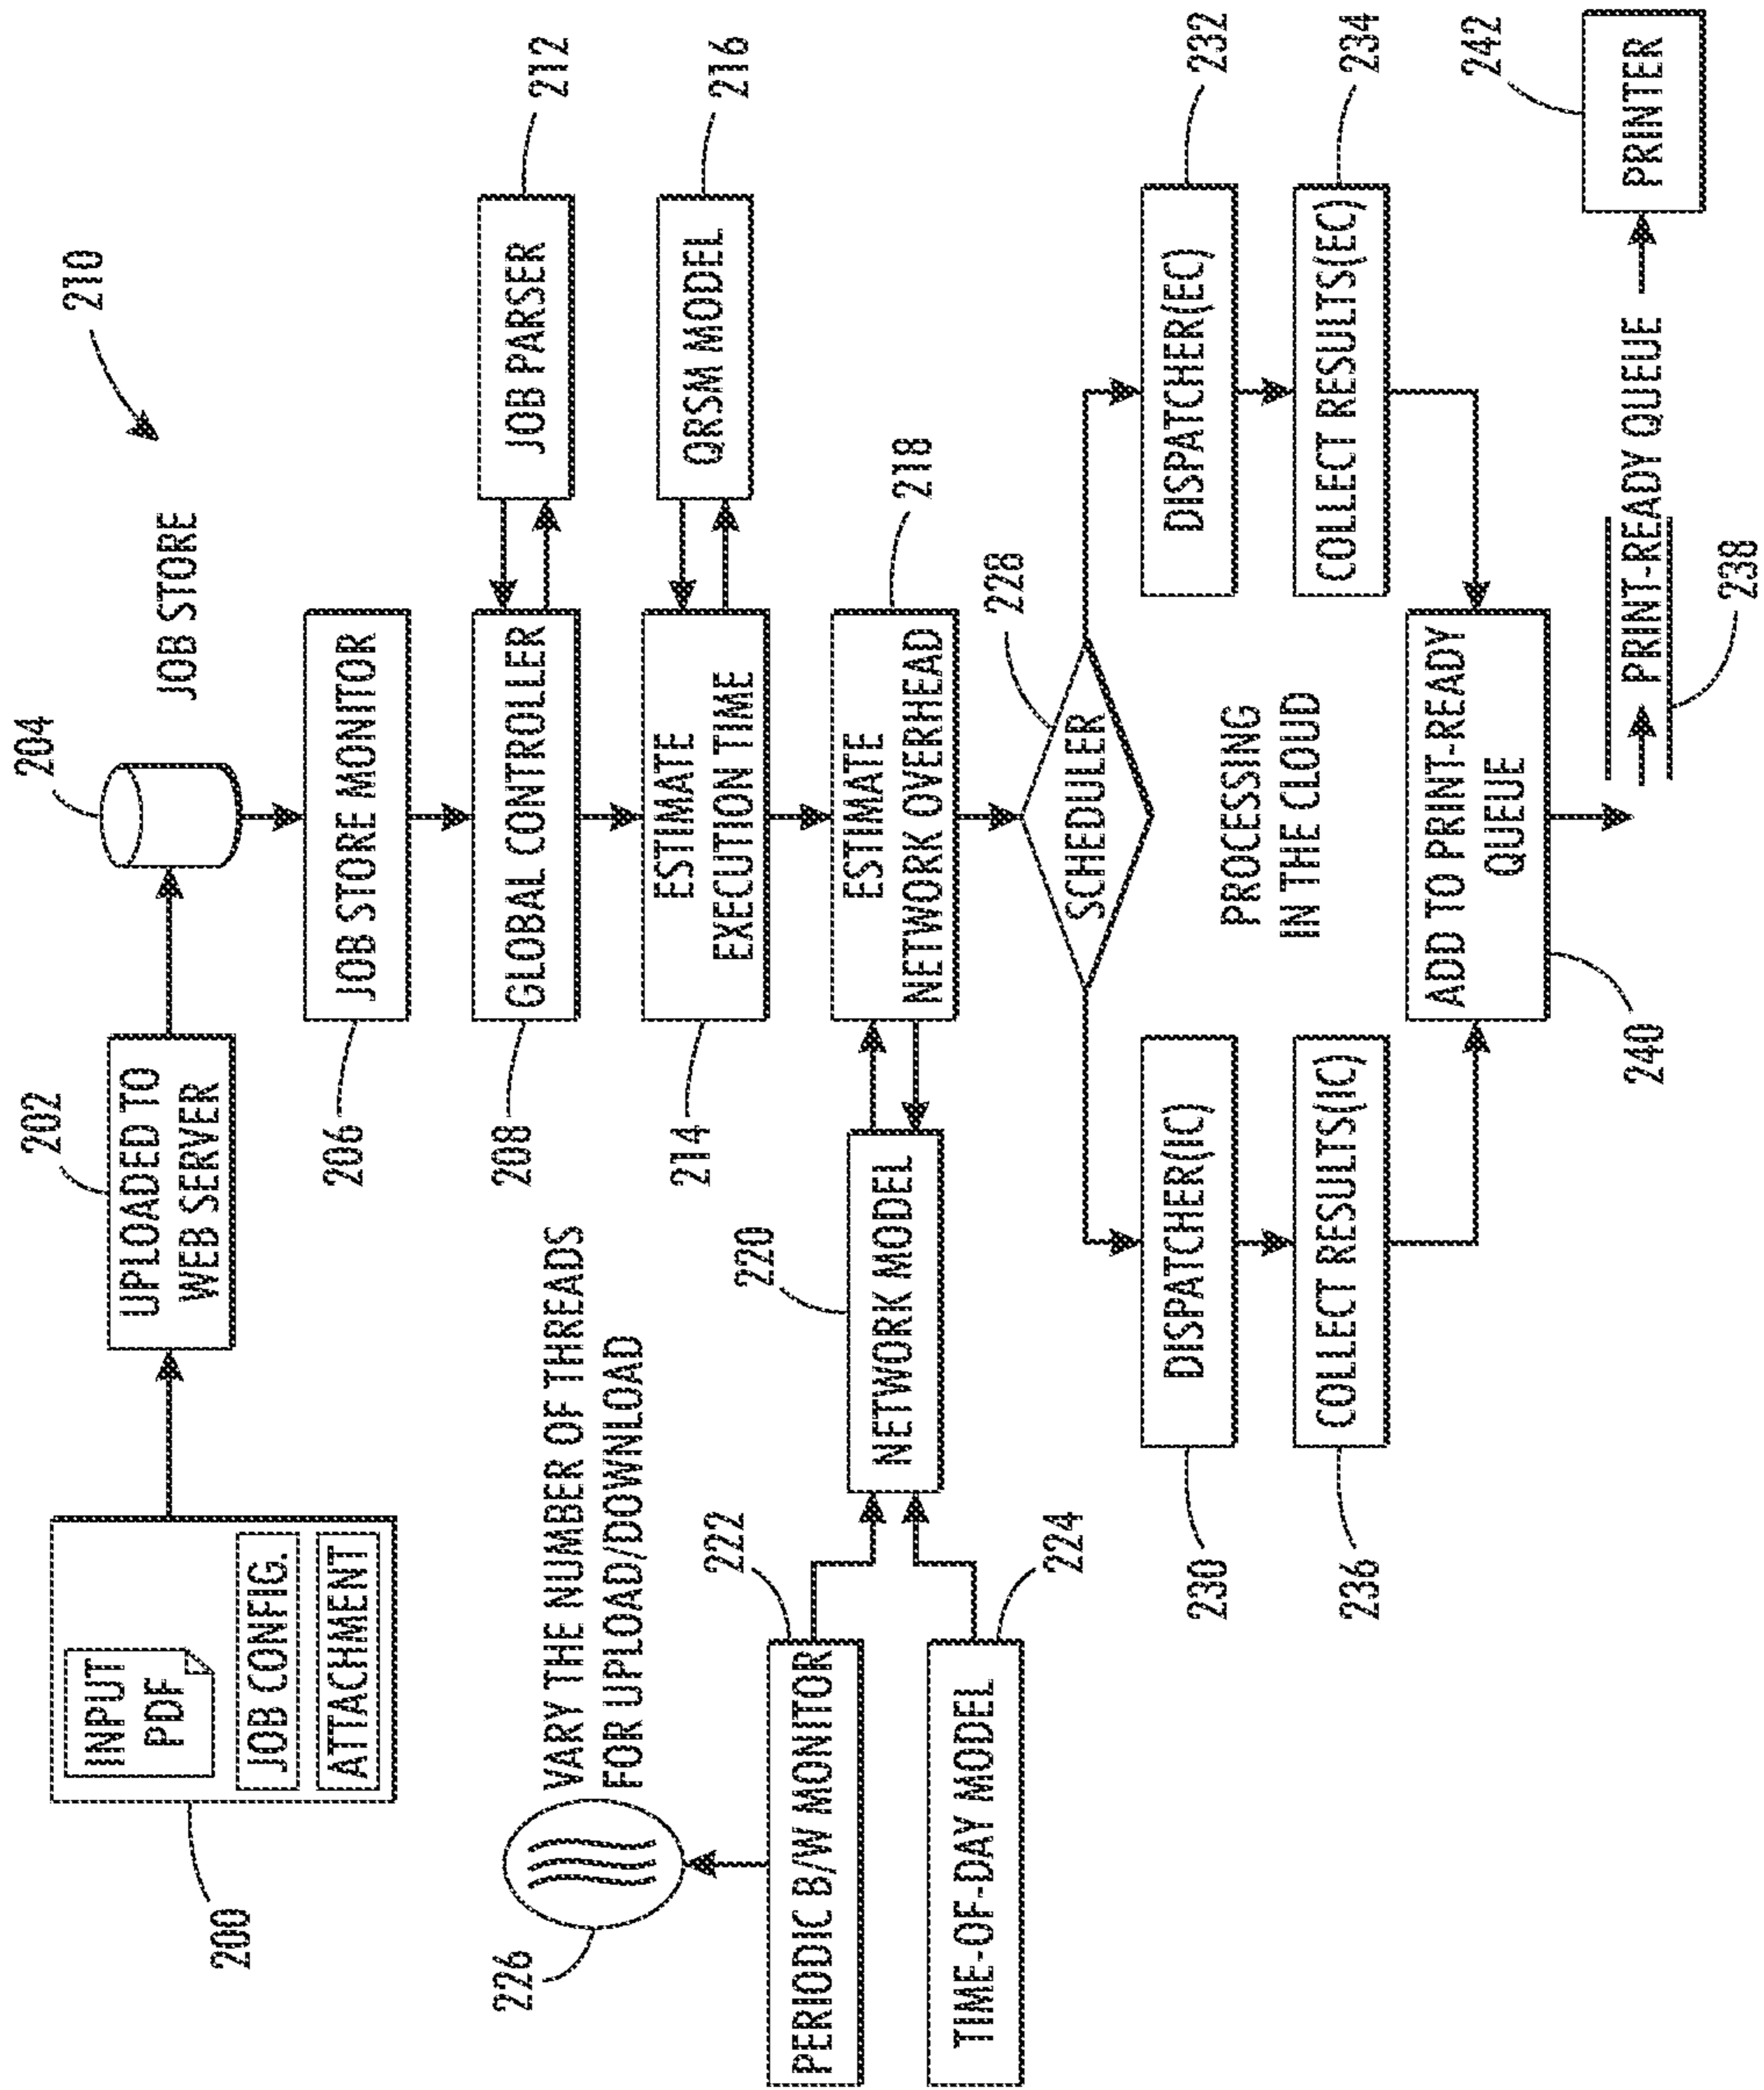 200
INPUT
PDF
JOB CONFIG.
ATTACHMENT
202
UPLOADED TO
WEB SERVER
204
JOB STORE
210
206
JOB STORE MONITOR
208
GLOBAL CONTROLLER
JOB PARSER
212
226
VARY THE NUMBER OF THREADS
FOR UPLOAD/DOWNLOAD
214
ESTIMATE
EXECUTION TIME
QRSM MODEL
216
222
PERIODIC B/W MONITOR
220
NETWORK MODEL
ESTIMATE
NETWORK OVERHEAD
218
TIME-OF-DAY MODEL
224
SCHEDULER
228
230
DISPATCHER(IC)
PROCESSING
IN THE CLOUD
DISPATCHER(EC)
232
236
COLLECT RESULTS(IC)
COLLECT RESULTS(EC)
234
ADD TO PRINT-READY
QUEUE
240
PRINT-READY QUEUE
238
PRINTER
242